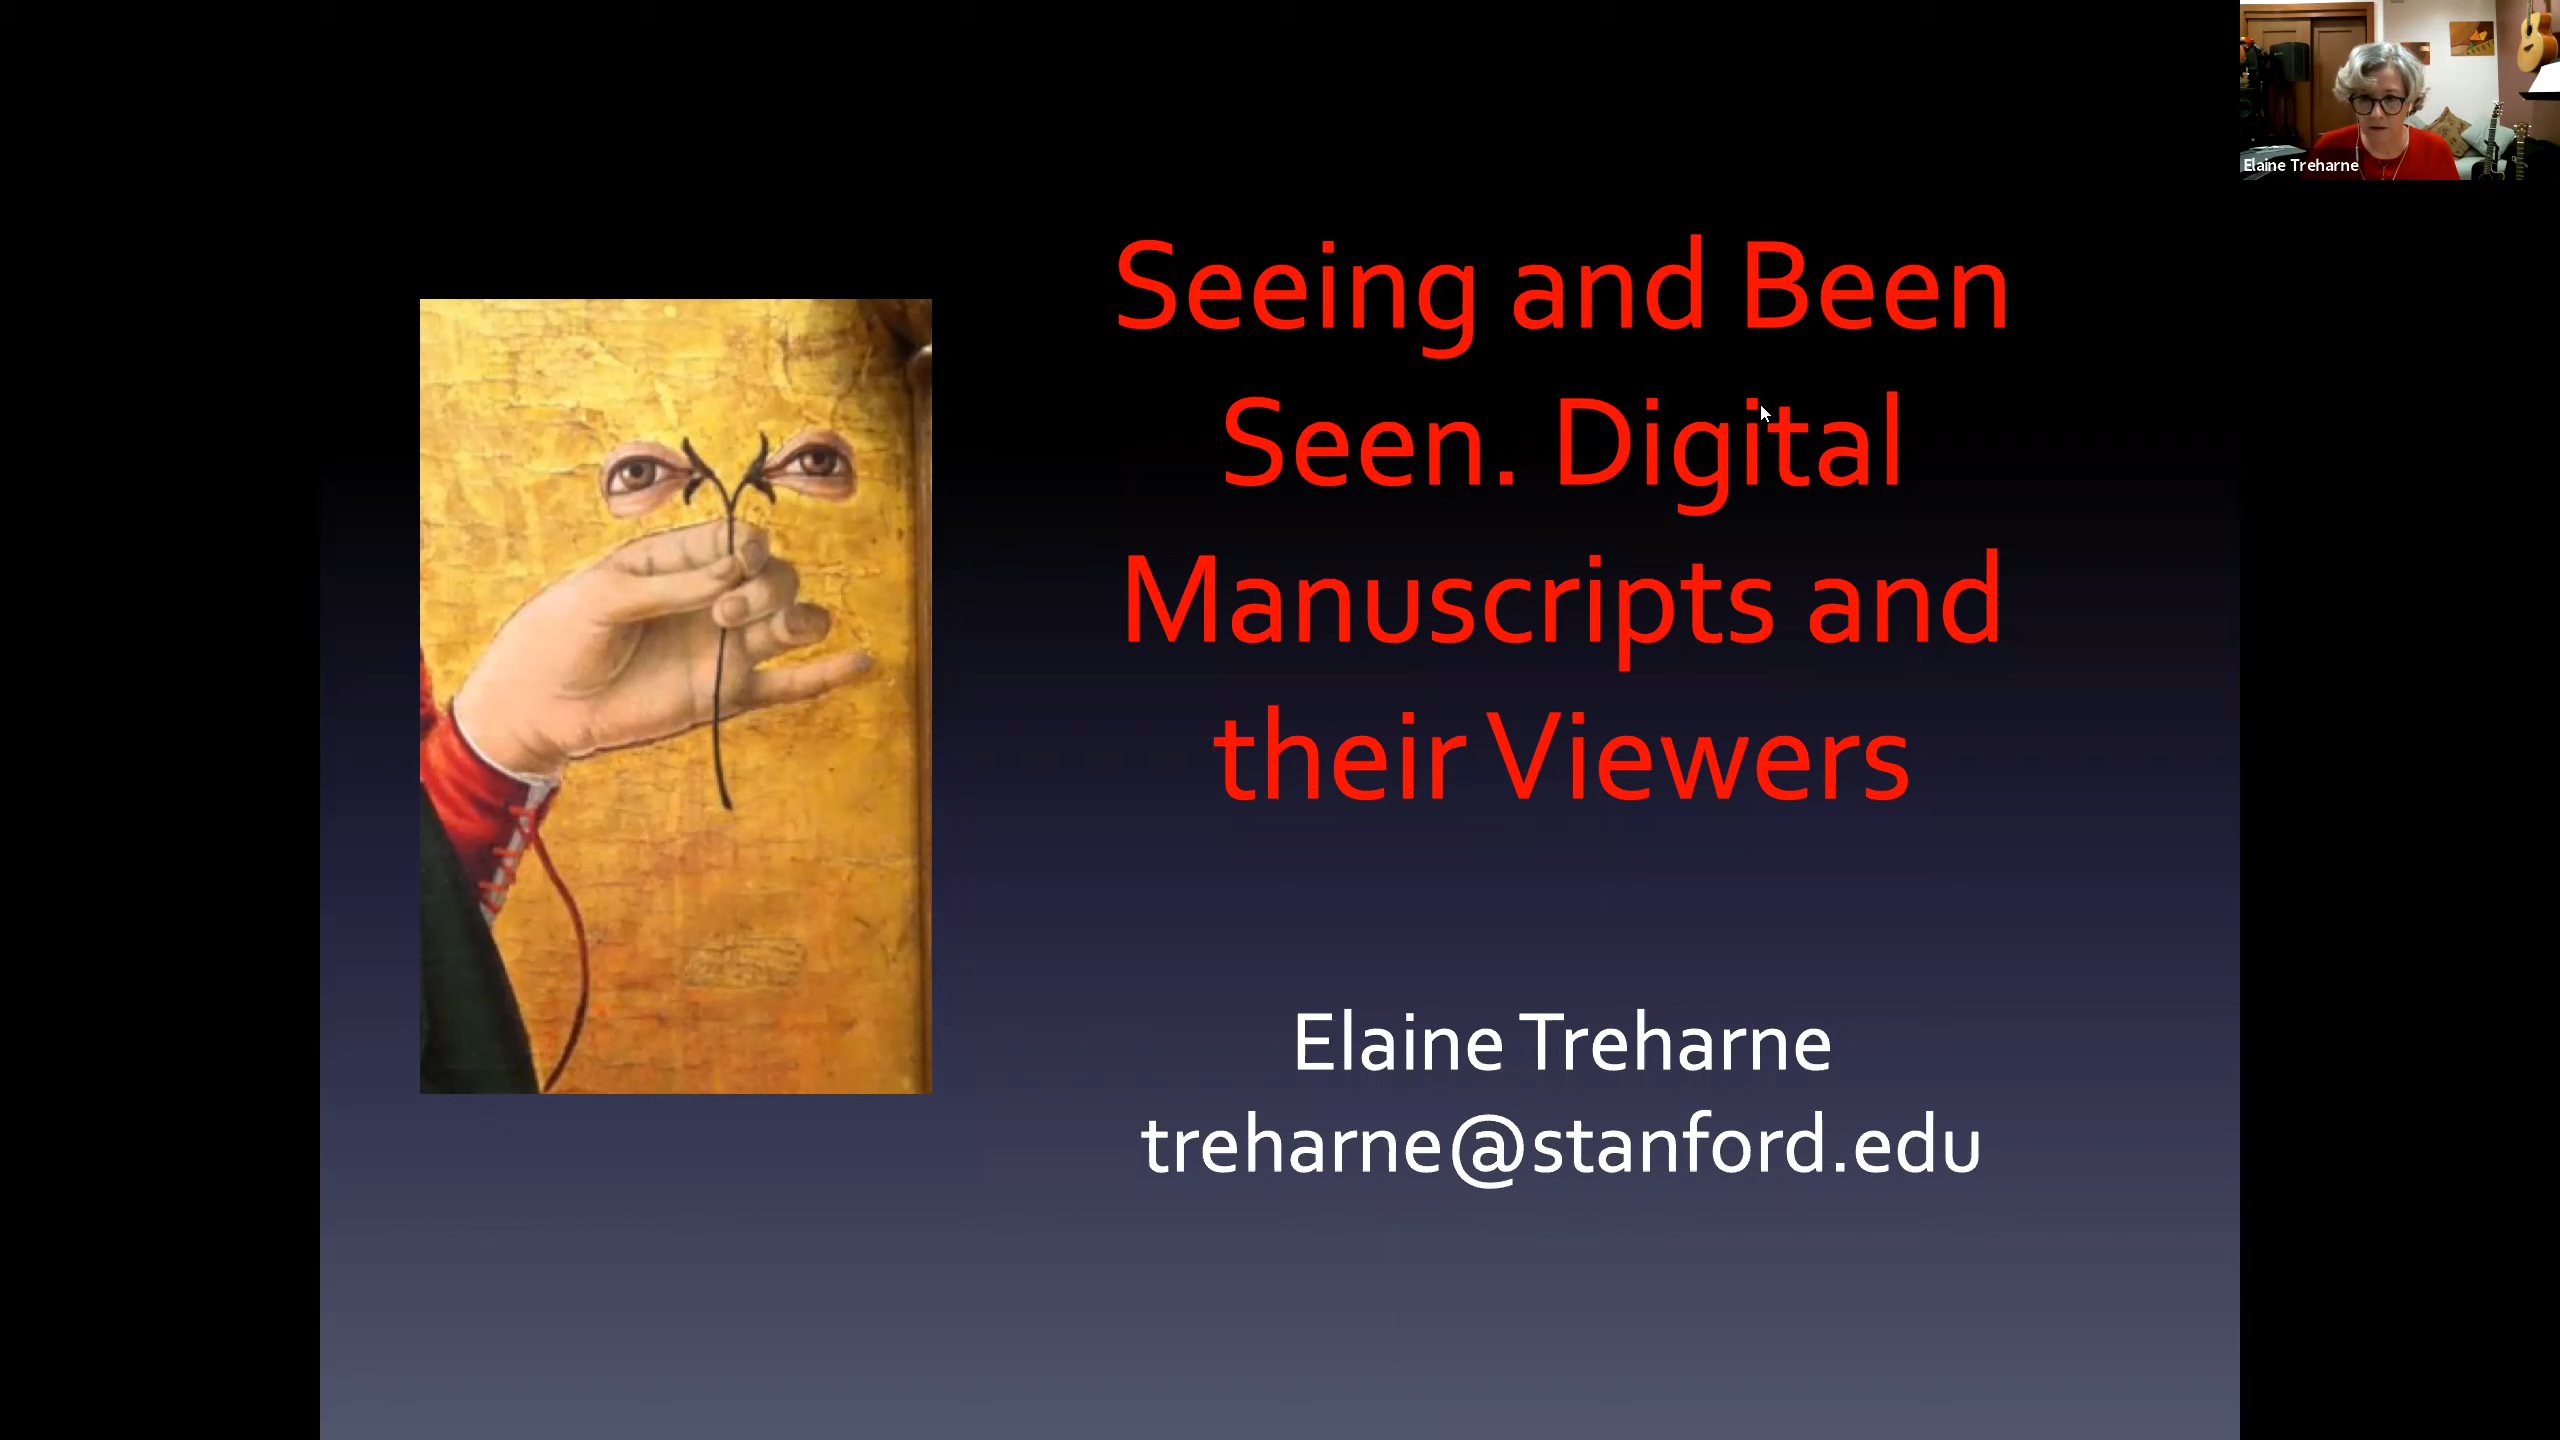 Elaine Treharne
Seeing and Been
Seen. Digital
Manuscripts and
their Viewers
Elaine Treharne
treharne@stanford.edu